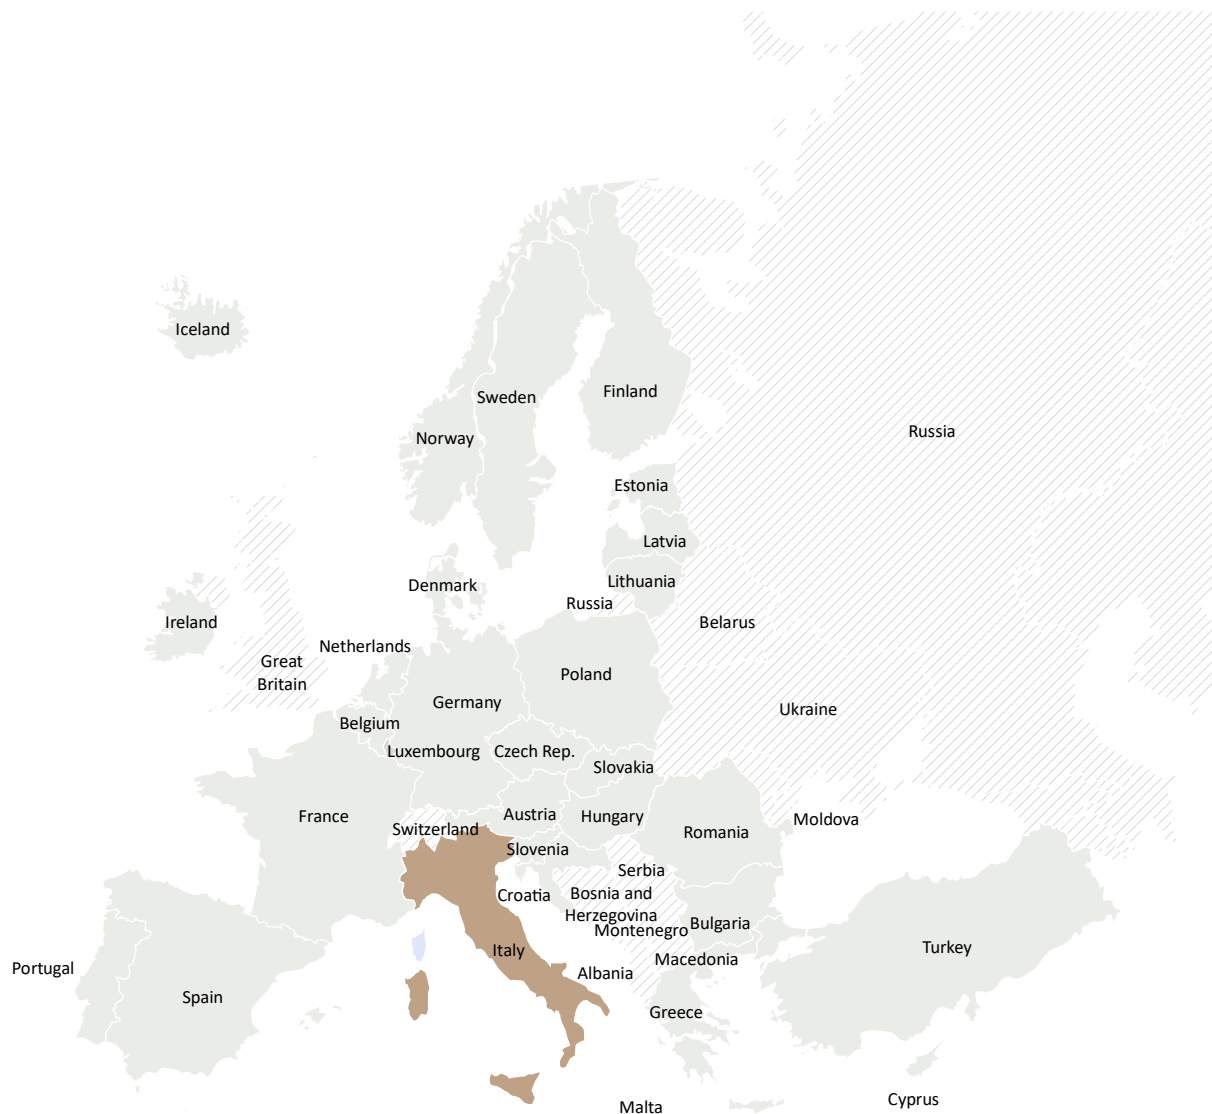 Iceland
Finland
Sweden
Russia
Norway
Estonia
Latvia
Lithuania
Denmark
Russia
Ireland
Belarus
Netherlands
Great
Britain
Poland
Germany
Ukraine
Belgium
Luxembourg
Czech Rep.
Slovakia
France
Austria
Hungary
Moldova
Switzerland
Romania
Slovenia
Serbia
Croatia
Bosnia and
Herzegovina
Montenegro
Bulgaria
Italy
Turkey
Macedonia
Portugal
Albania
Spain
Greece
Cyprus
Malta